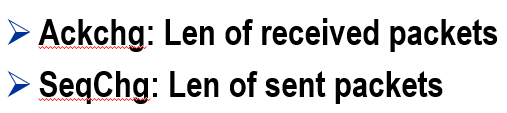 ➢ Ackchg: Len of received packets
➢ SeqChg: Len of sent packets